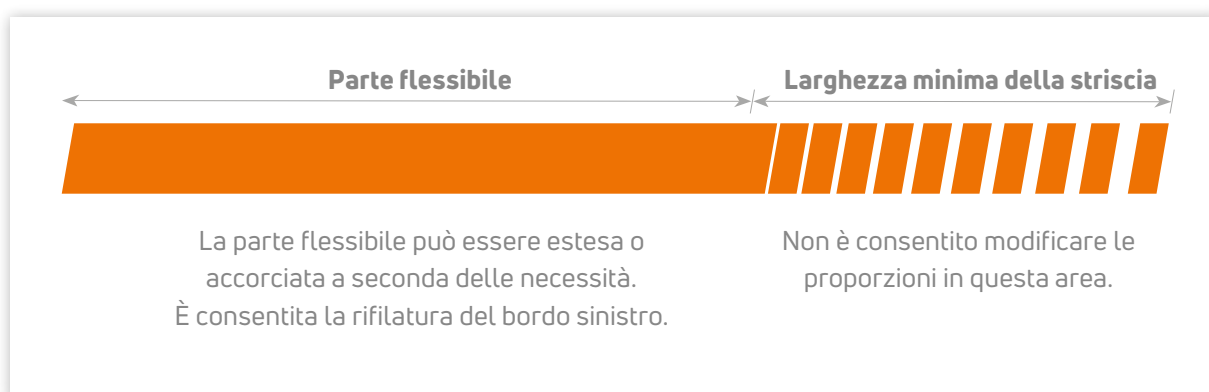 Parte flessibile
Larghezza minima della striscia
La parte flessibile può essere estesa o
accorciata a seconda delle necessità.
È consentita la rifilatura del bordo sinistro.
Non è consentito modificare le
proporzioni in questa area.